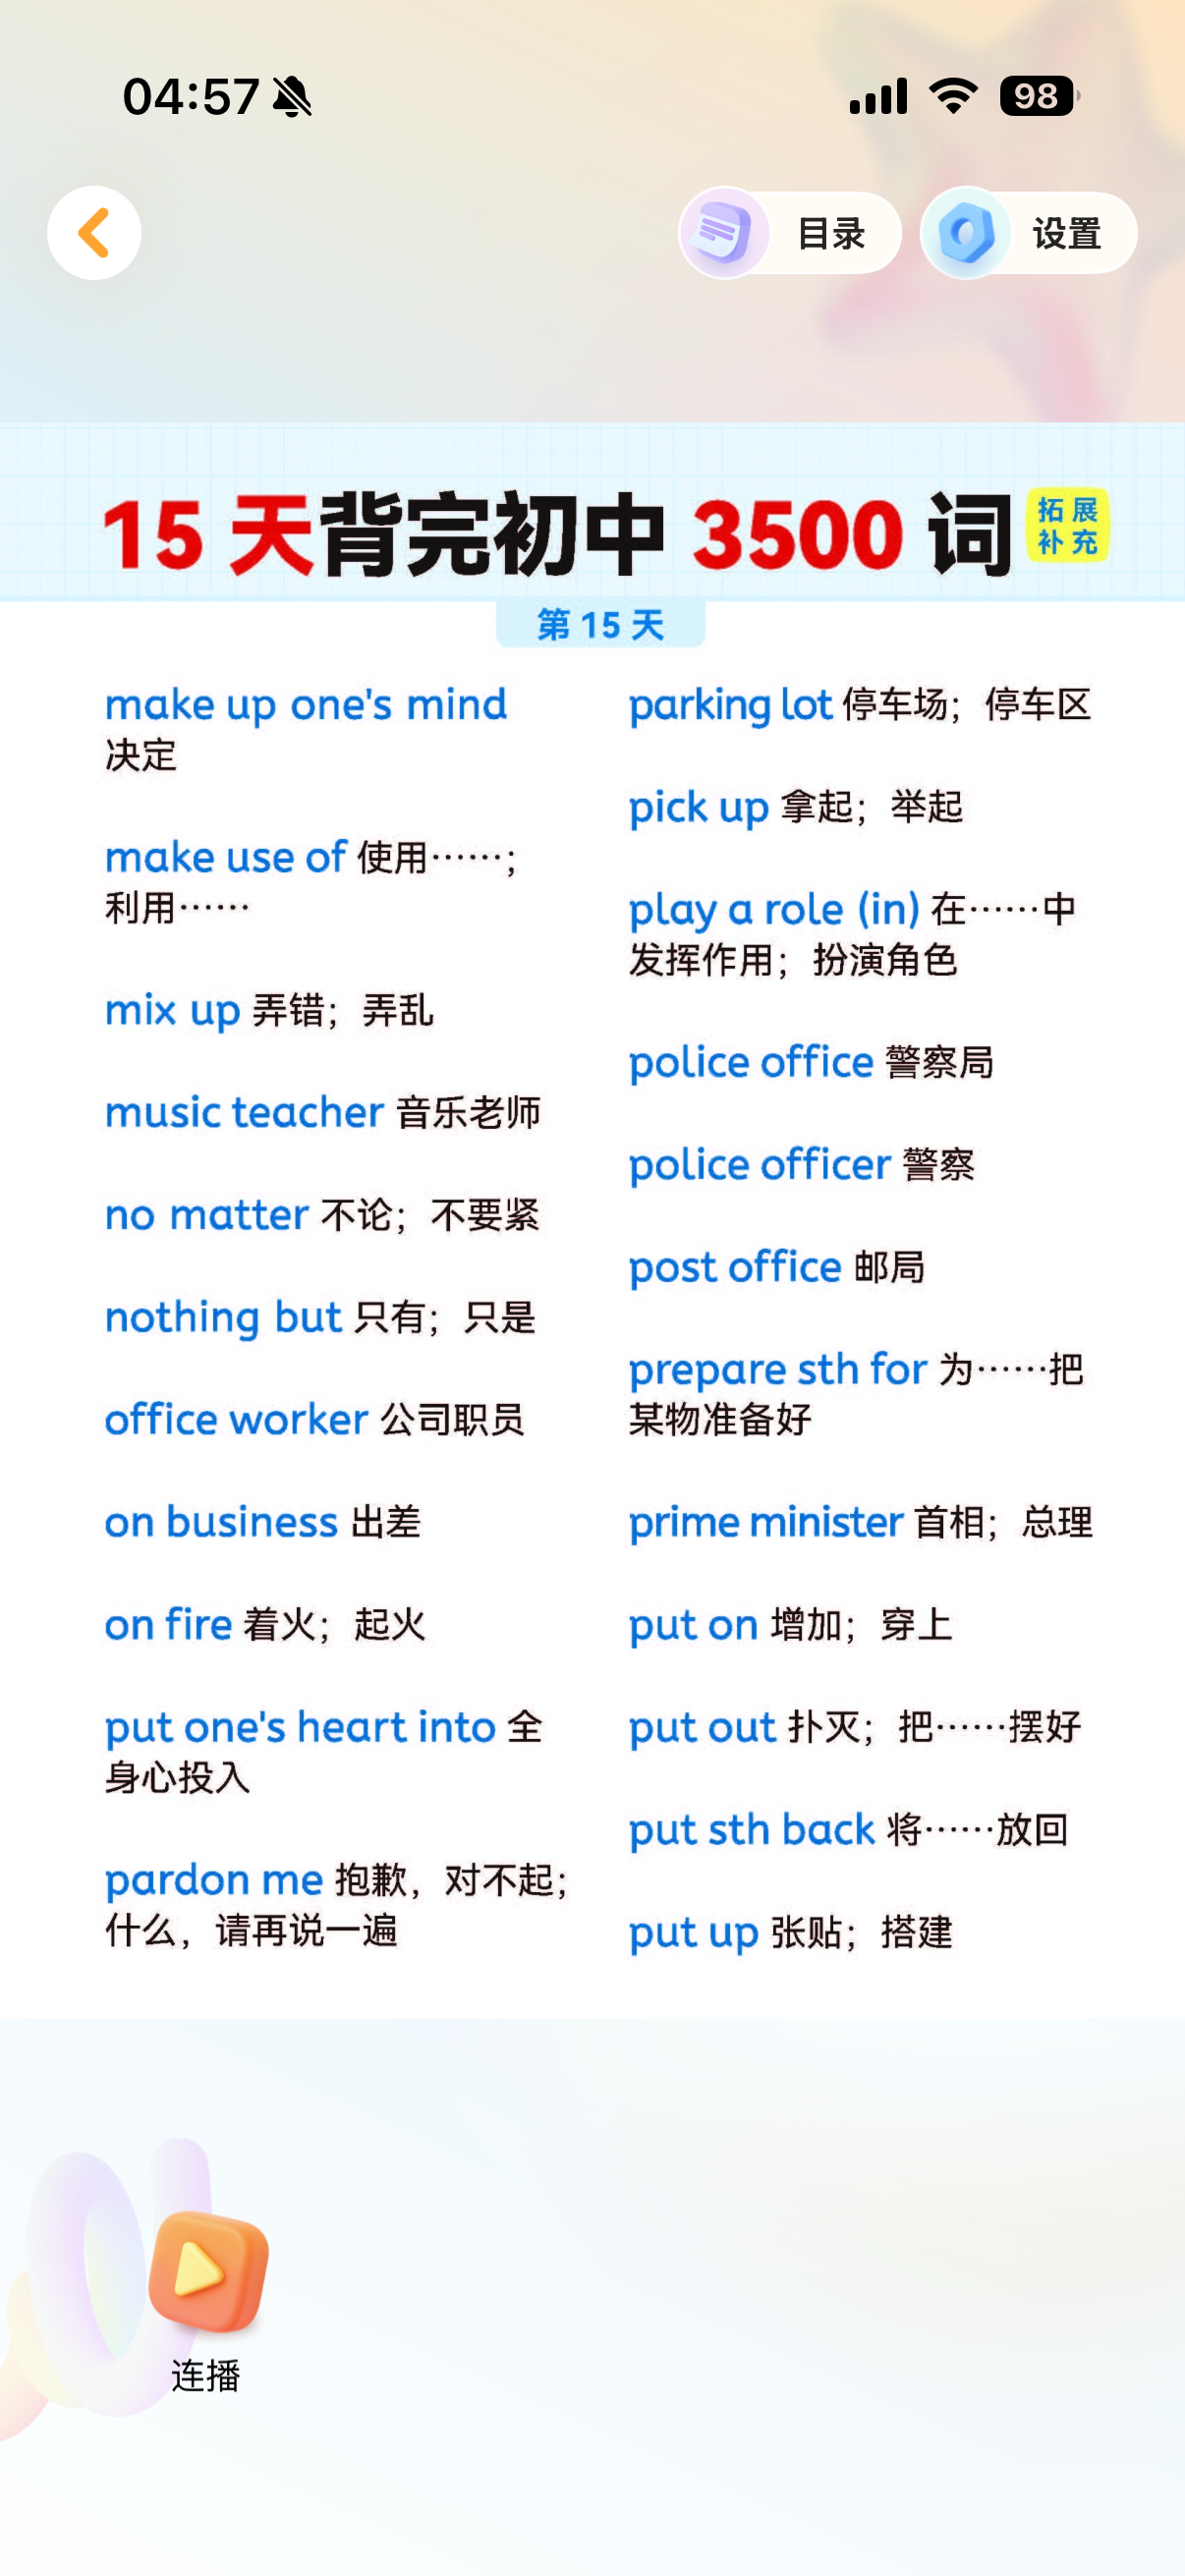 04:57
98
目录
设置
15 天背完初中 3500 词
拓展
补充
第 15 天
make up one's mind
决定
make use of 使用……；
利用……
mix up 弄错；弄乱
music teacher 音乐老师
no matter 不论；不要紧
nothing but 只有；只是
office worker 公司职员
on business 出差
on fire 着火；起火
put one's heart into 全
身心投入
pardon me 抱歉，对不起；
什么，请再说一遍
parking lot 停车场；停车区
pick up 拿起；举起
play a role (in) 在……中
发挥作用；扮演角色
police office 警察局
police officer 警察
post office 邮局
prepare sth for 为……把
某物准备好
prime minister 首相；总理
put on 增加；穿上
put out 扑灭；把……摆好
put sth back 将……放回
put up 张贴；搭建
连播